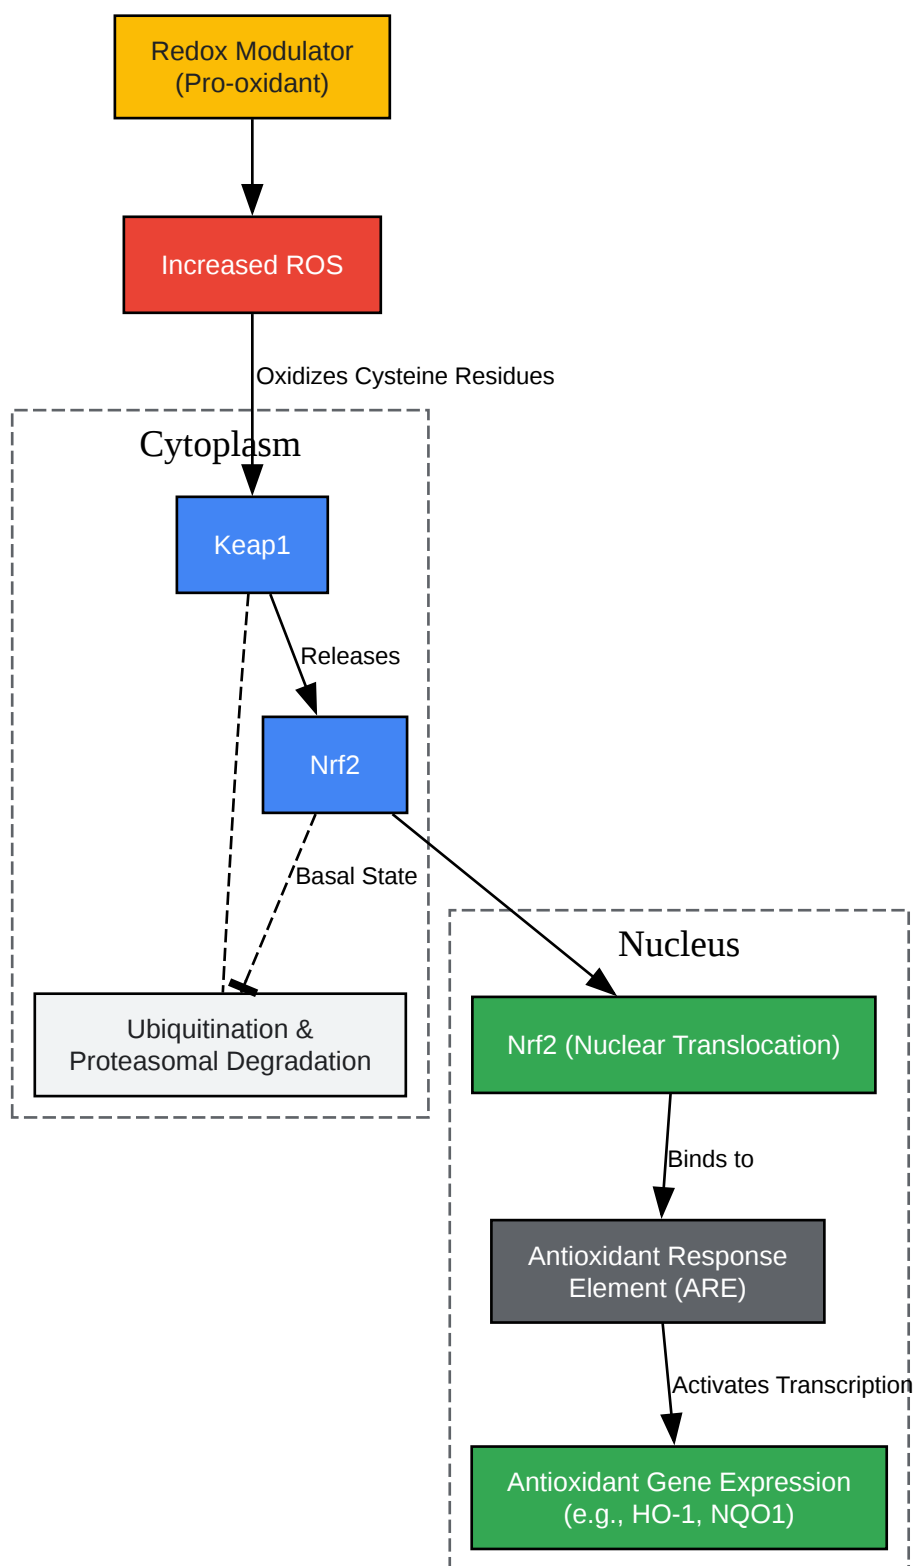 Redox Modulator
(Pro-oxidant)
Increased ROS
Oxidizes Cysteine Residues
Cytoplasm
Keap1
Releases
Nrf2
Basal State
Ubiquitination &
Proteasomal Degradation
Nucleus
Nrf2 (Nuclear Translocation)
Binds to
Antioxidant Response
Element (ARE)
Activates Transcription
Antioxidant Gene Expression
(e.g., HO-1, NQO1)